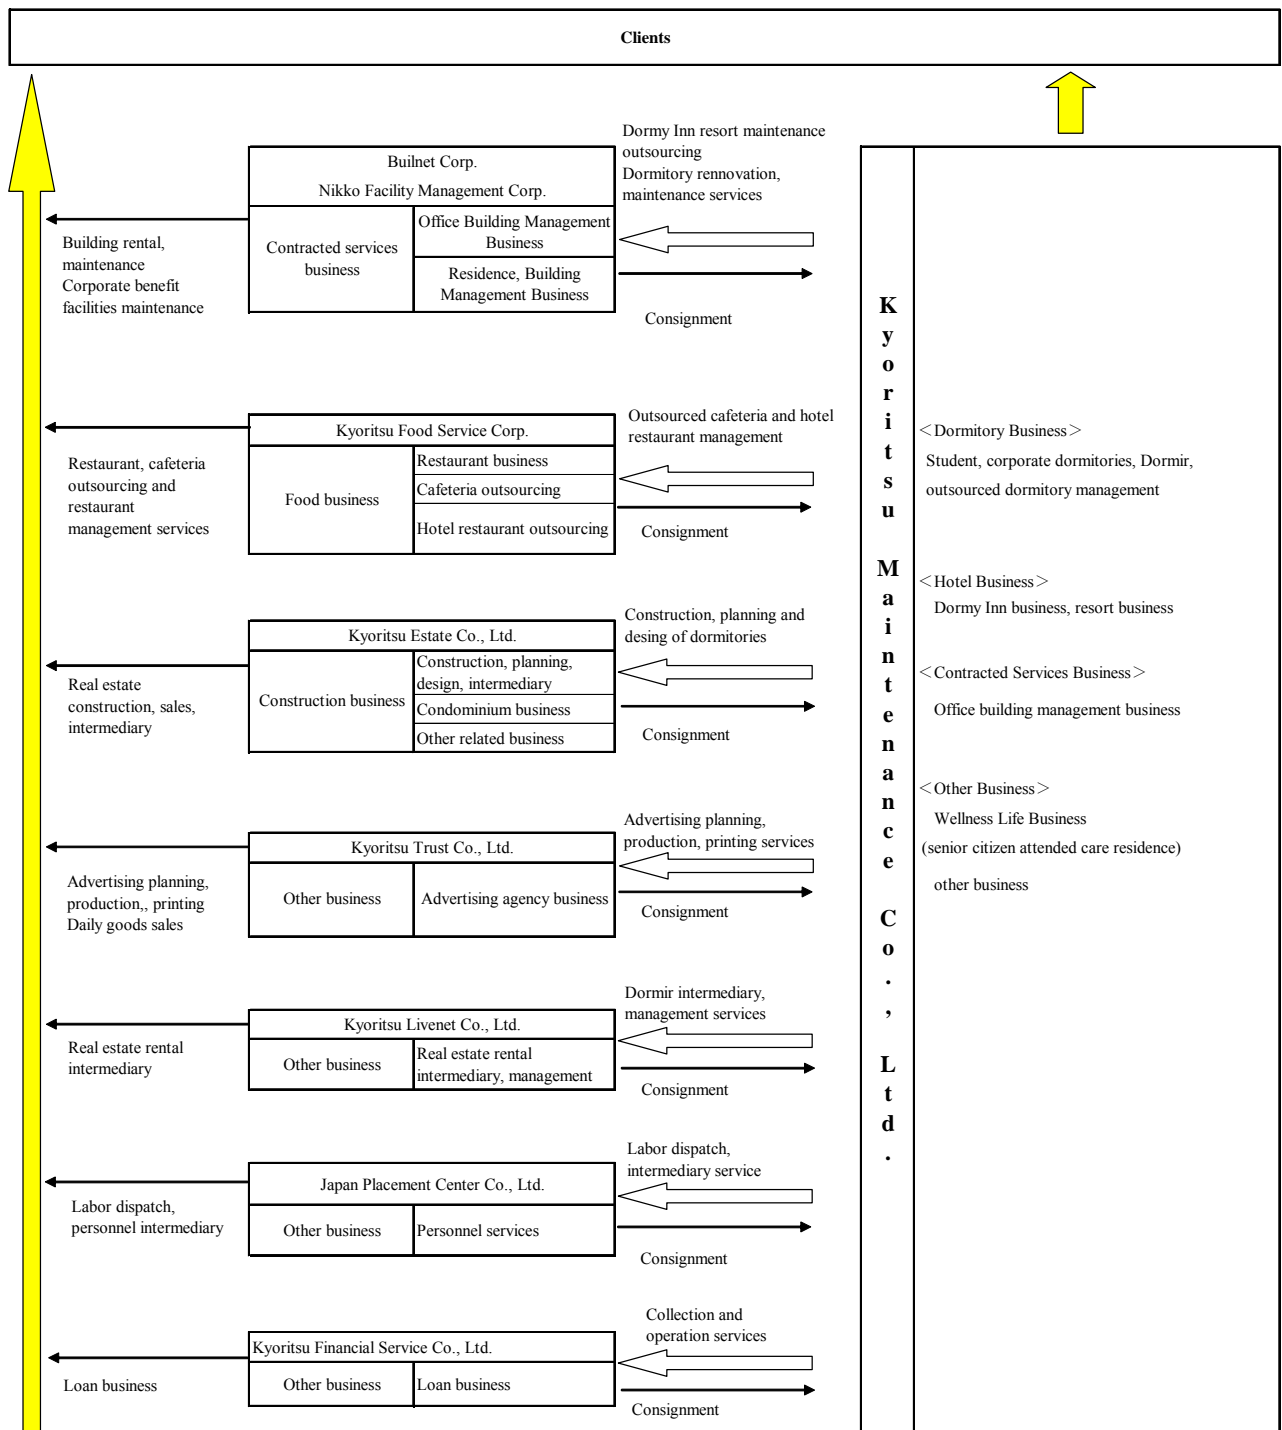 Clients
Dormy Inn resort maintenance
outsourcing
Dormitory rennovation,
maintenance services
Builnet Corp.
Nikko Facility Management Corp.
Contracted services
business
Office Building Management
Business
Residence, Building
Management Business
Building rental,
maintenance
Corporate benefit
facilities maintenance
Consignment
Outsourced cafeteria and hotel
restaurant management
Kyoritsu Food Service Corp.
Food business
Restaurant business
Cafeteria outsourcing
Hotel restaurant outsourcing
Restaurant, cafeteria
outsourcing and
restaurant
management services
Consignment
Construction, planning and
desing of dormitories
Kyoritsu Estate Co., Ltd.
Construction business
Construction, planning,
design, intermediary
Condominium business
Other related business
Real estate
construction, sales,
intermediary
Consignment
Advertising planning,
production, printing services
Kyoritsu Trust Co., Ltd.
Other business
Advertising agency business
Advertising planning,
production,, printing
Daily goods sales
Consignment
Dormir intermediary,
management services
Kyoritsu Livenet Co., Ltd.
Other business
Real estate rental
intermediary, management
Real estate rental
intermediary
Consignment
Labor dispatch,
intermediary service
Japan Placement Center Co., Ltd.
Other business
Personnel services
Labor dispatch,
personnel intermediary
Consignment
Collection and
operation services
Kyoritsu Financial Service Co., Ltd.
Other business
Loan business
Loan business
Consignment
Kyoritsu Maintenance Co., Ltd.
＜Dormitory Business＞
Student, corporate dormitories, Dormir,
outsourced dormitory management
＜Hotel Business＞
Dormy Inn business, resort business
＜Contracted Services Business＞
Office building management business
＜Other Business＞
Wellness Life Business
(senior citizen attended care residence)
other business